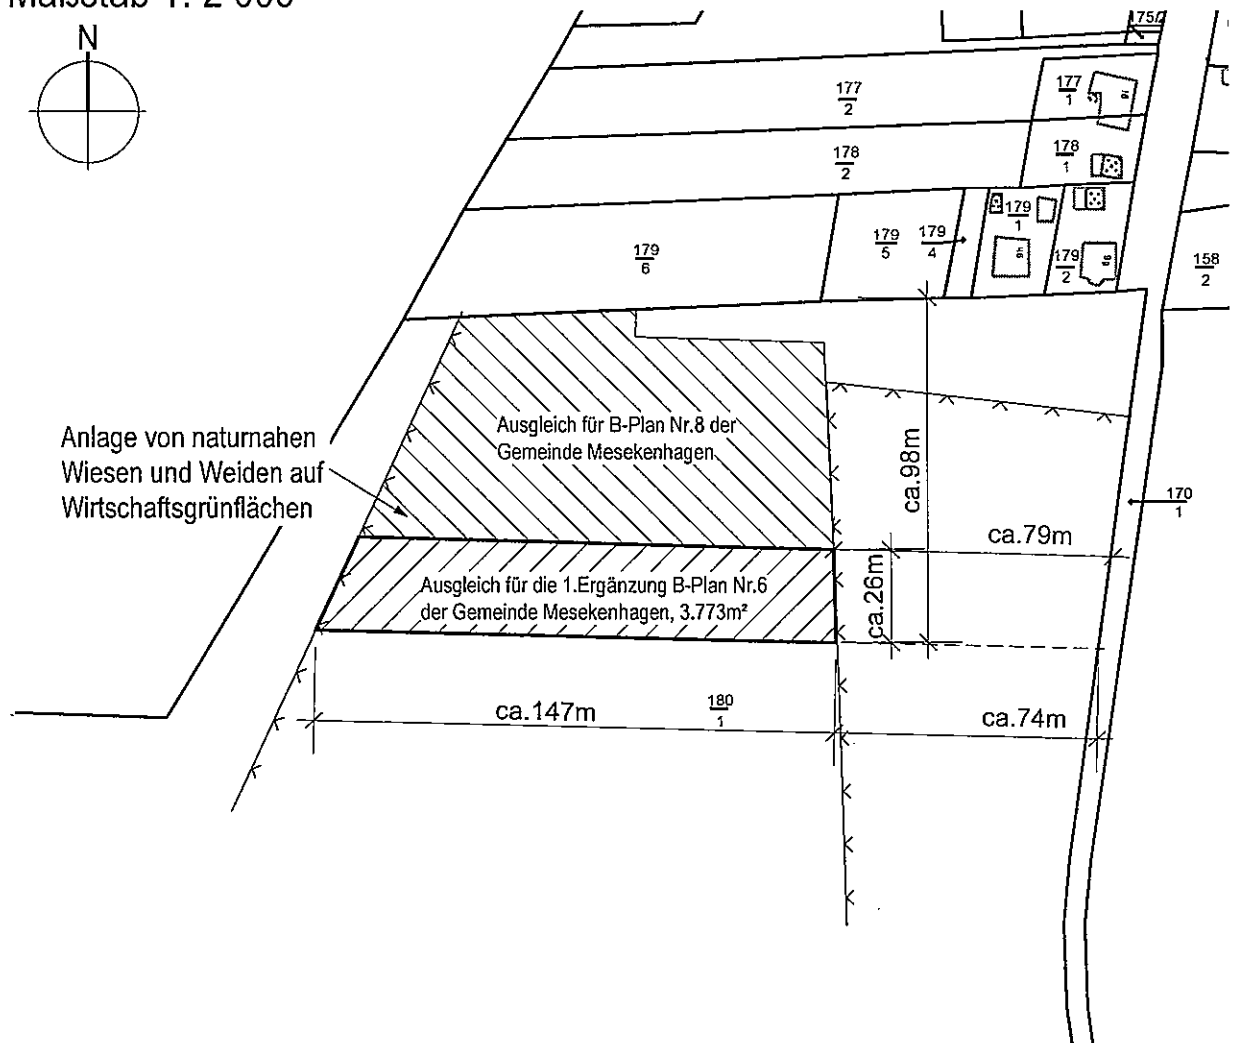 Maßstab 1: 2 000
N
175/2
177
2
177
1
178
2
178
1
179
6
179
5
179
4
179
1
179
2
158
2
Anlage von naturnahen
Wiesen und Weiden auf
Wirtschaftsgrünflächen
Ausgleich für B-Plan Nr.8 der
Gemeinde Mesekenhagen
ca.98m
170
1
ca.79m
Ausgleich für die 1.Ergänzung B-Plan Nr.6
der Gemeinde Mesekenhagen, 3.773m²
ca.26m
ca.147m
180
1
ca.74m